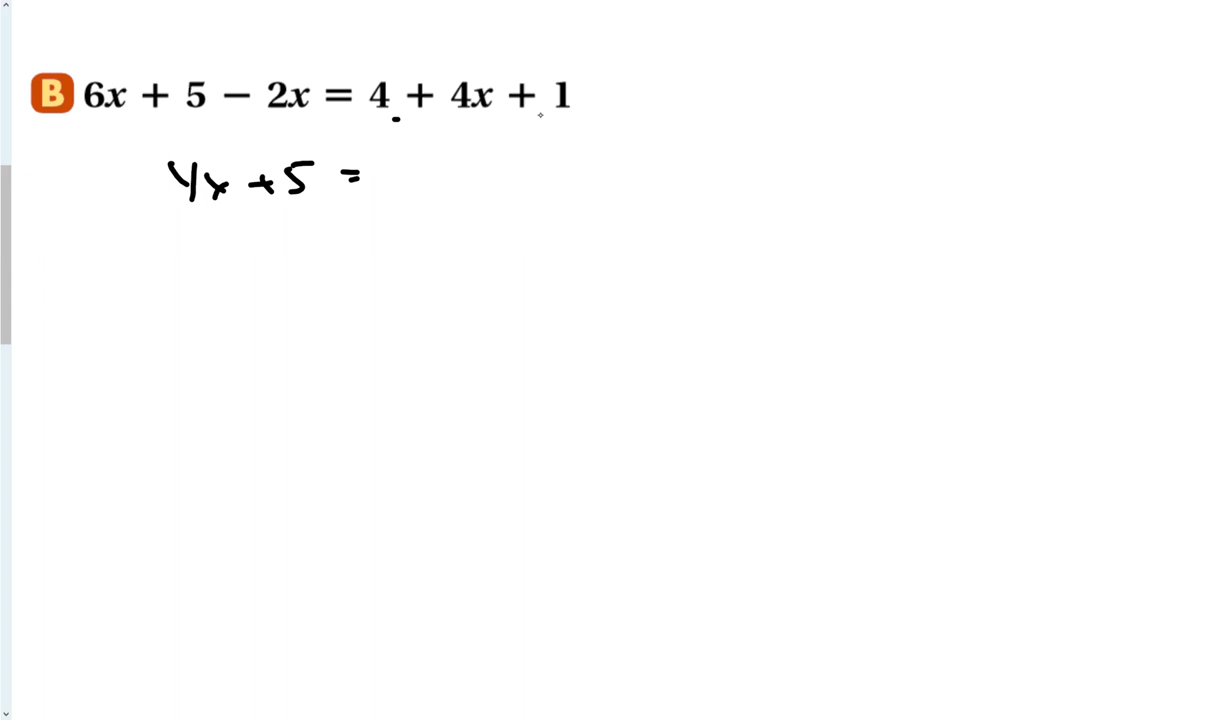 B 6x + 5 − 2x = 4 + 4x + 1
4x + 5 =